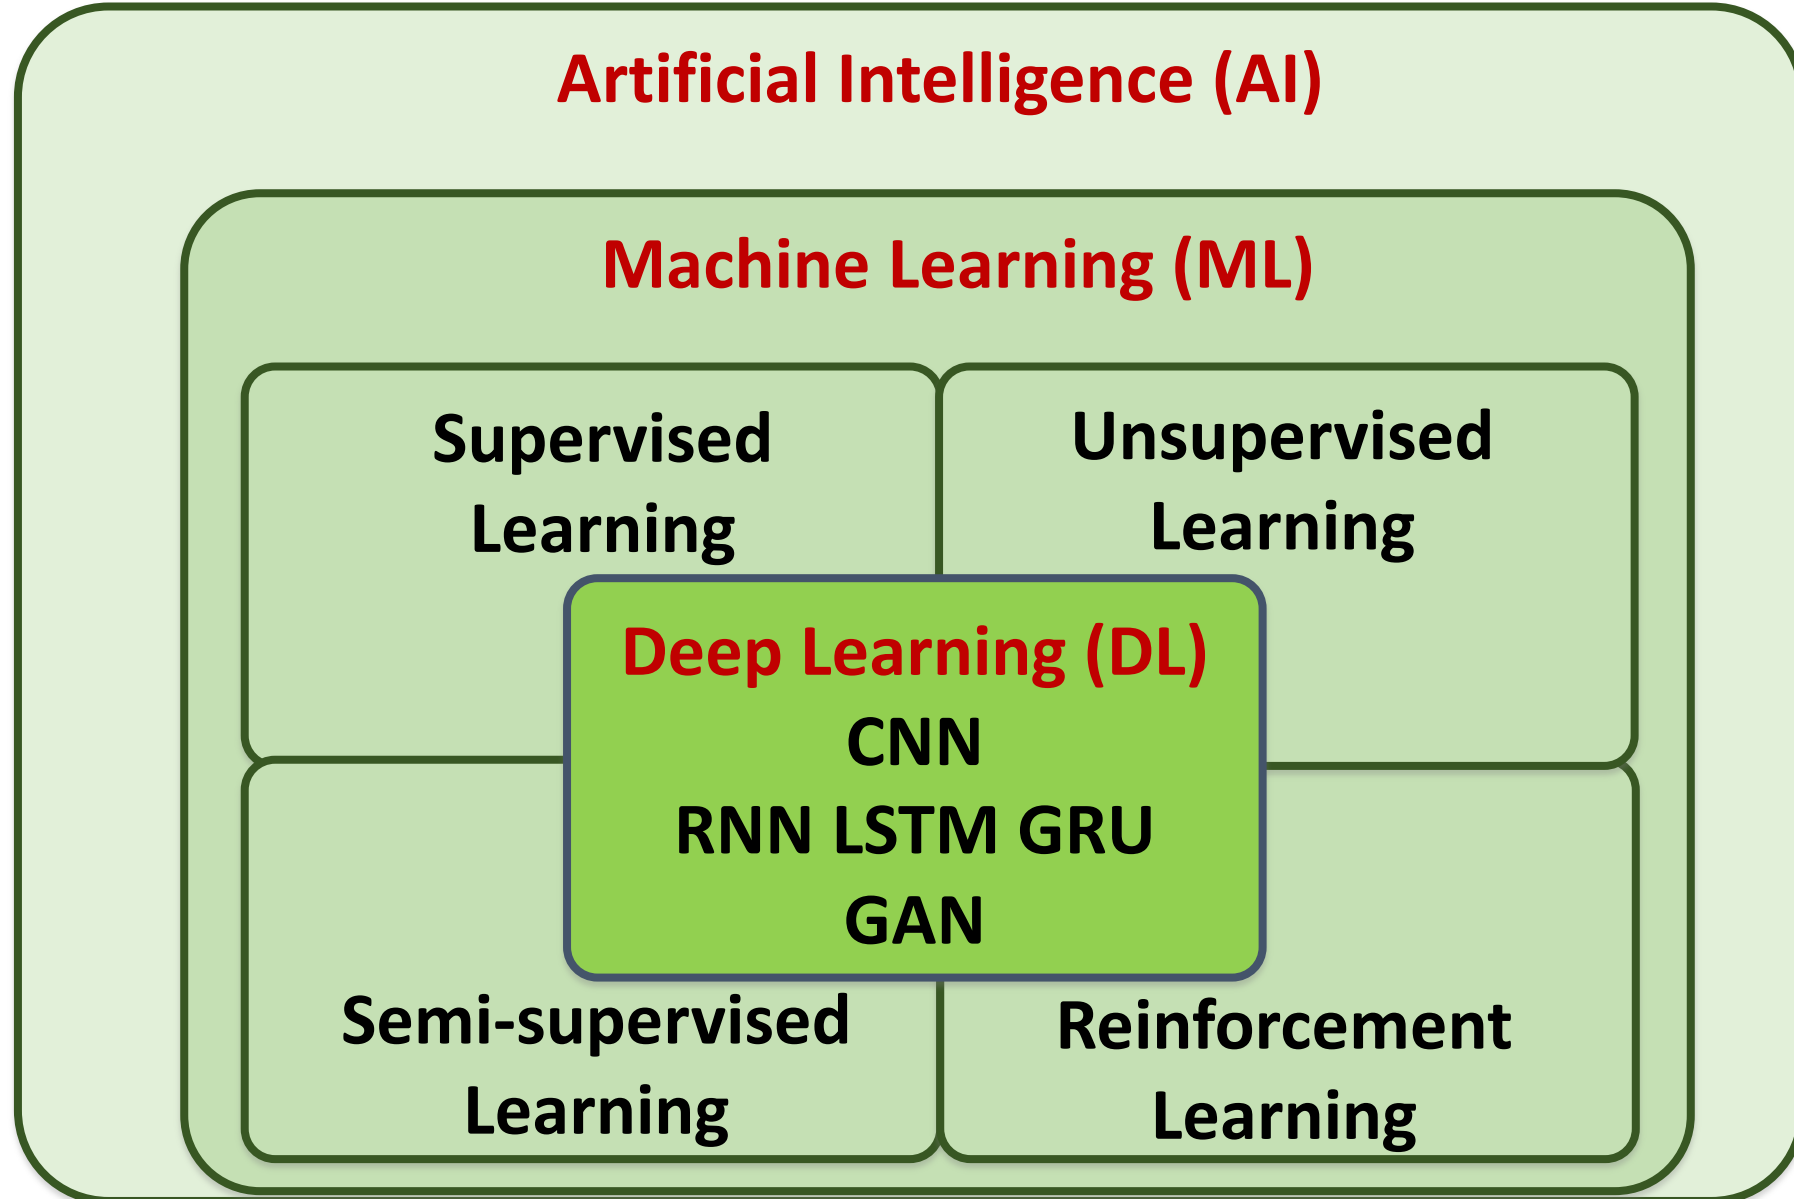 Artificial Intelligence (AI)
Machine Learning (ML)
Supervised
Learning
Unsupervised
Learning
Deep Learning (DL)
CNN
RNN LSTM GRU
GAN
Semi-supervised
Learning
Reinforcement
Learning